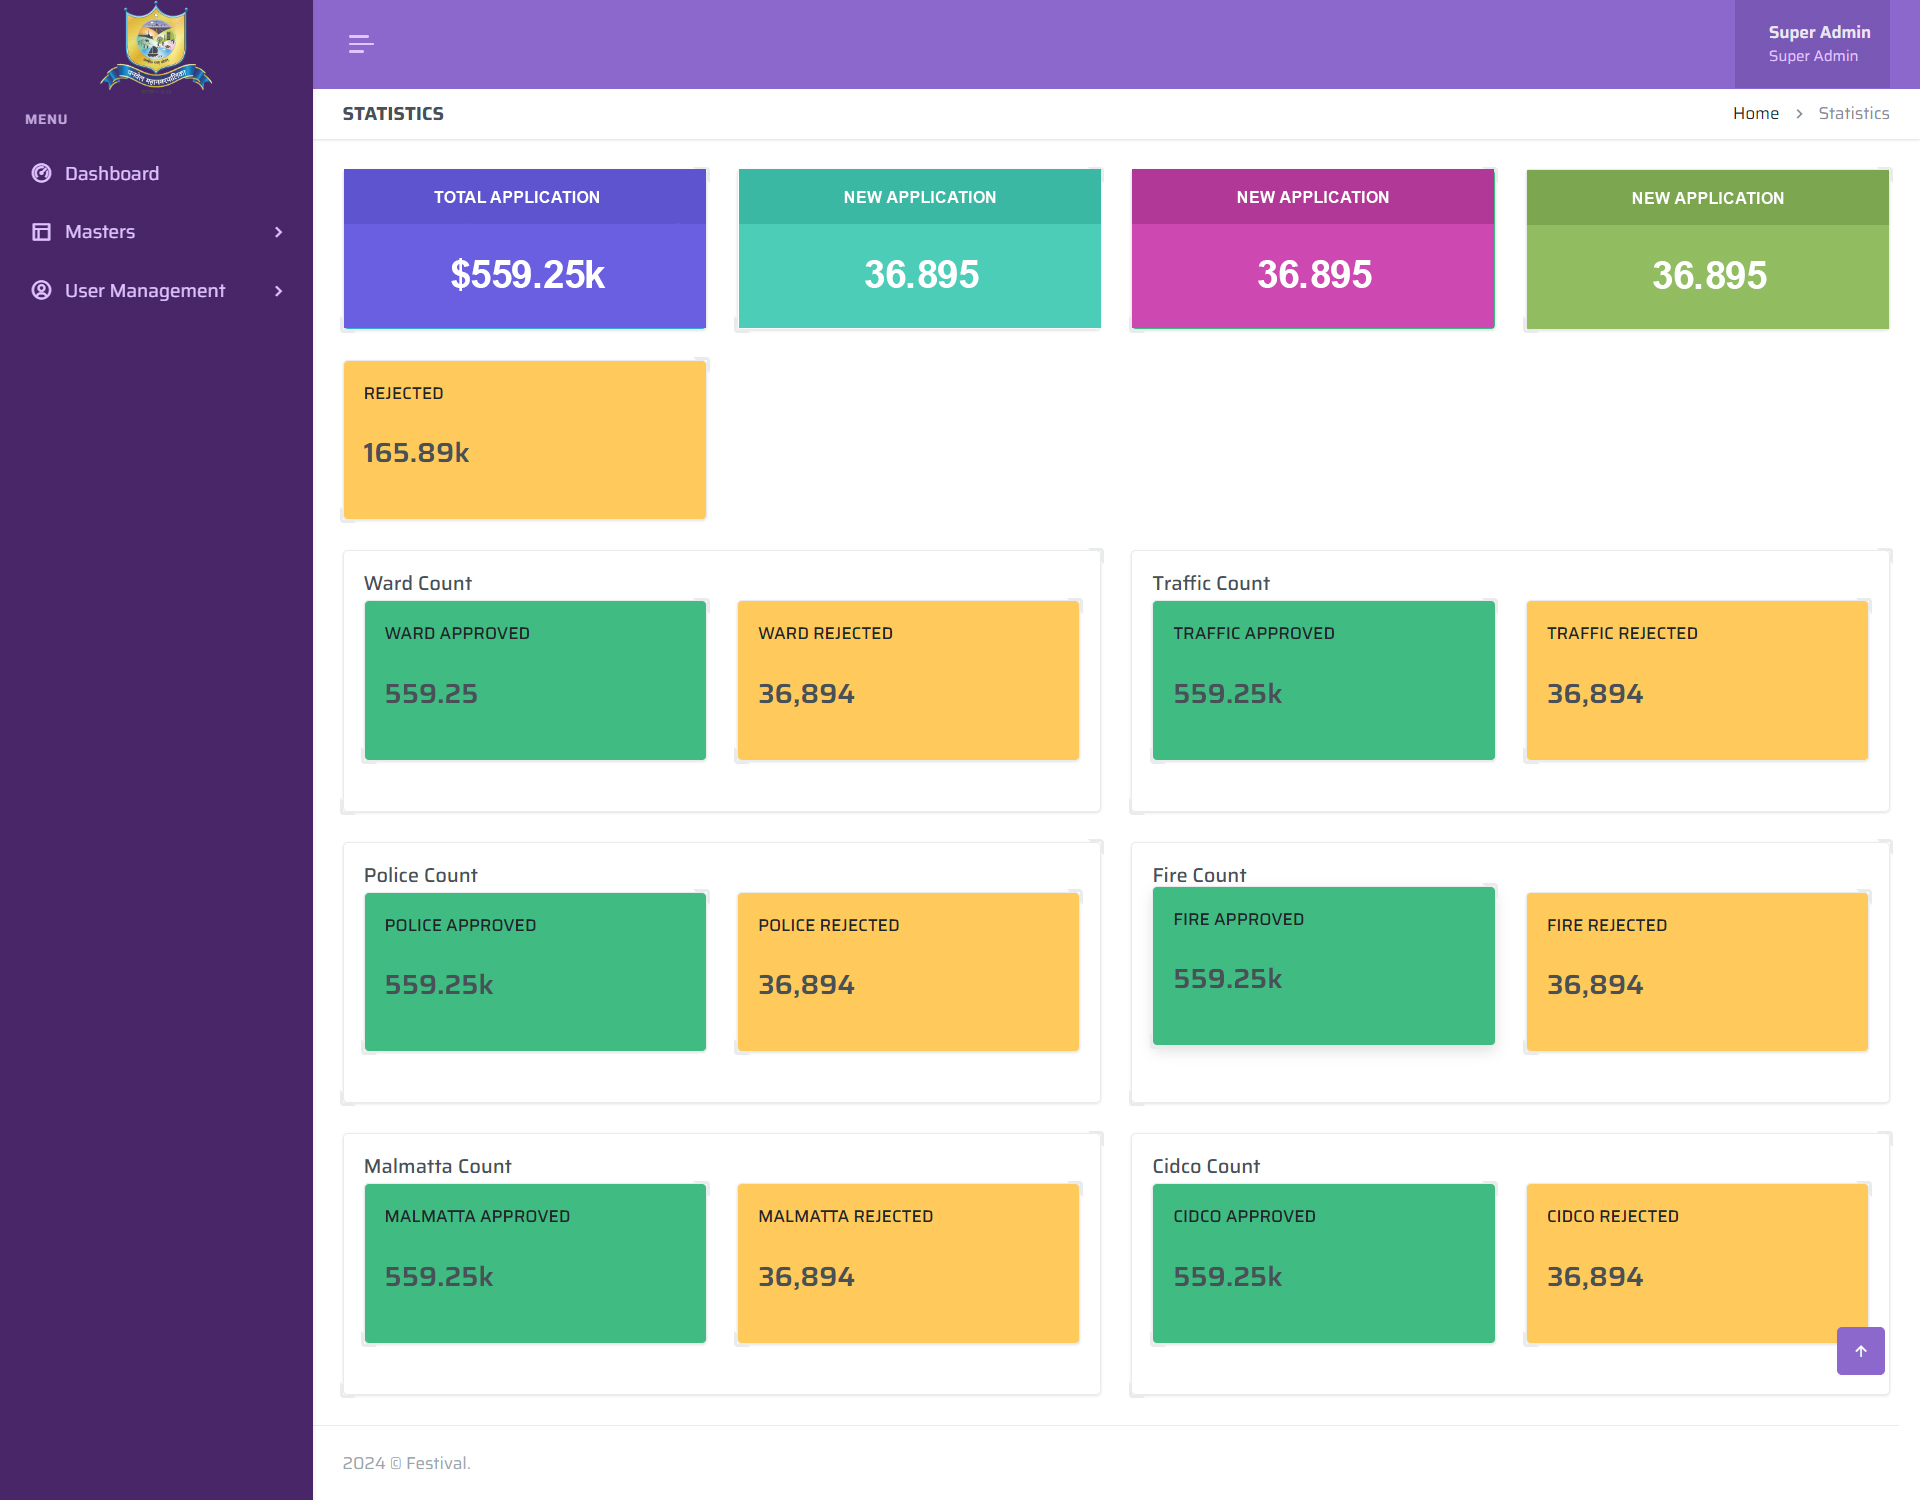 पनवेल महानगरपालिका
MENU
Dashboard
Masters
User Management
Super Admin
Super Admin
STATISTICS
Home > Statistics
TOTAL APPLICATION
$559.25k
NEW APPLICATION
36.895
NEW APPLICATION
36.895
NEW APPLICATION
36.895
REJECTED
165.89k
Ward Count
WARD APPROVED
559.25
WARD REJECTED
36,894
Traffic Count
TRAFFIC APPROVED
559.25k
TRAFFIC REJECTED
36,894
Police Count
POLICE APPROVED
559.25k
POLICE REJECTED
36,894
Fire Count
FIRE APPROVED
559.25k
FIRE REJECTED
36,894
Malmatta Count
MALMATTA APPROVED
559.25k
MALMATTA REJECTED
36,894
Cidco Count
CIDCO APPROVED
559.25k
CIDCO REJECTED
36,894
2024 © Festival.